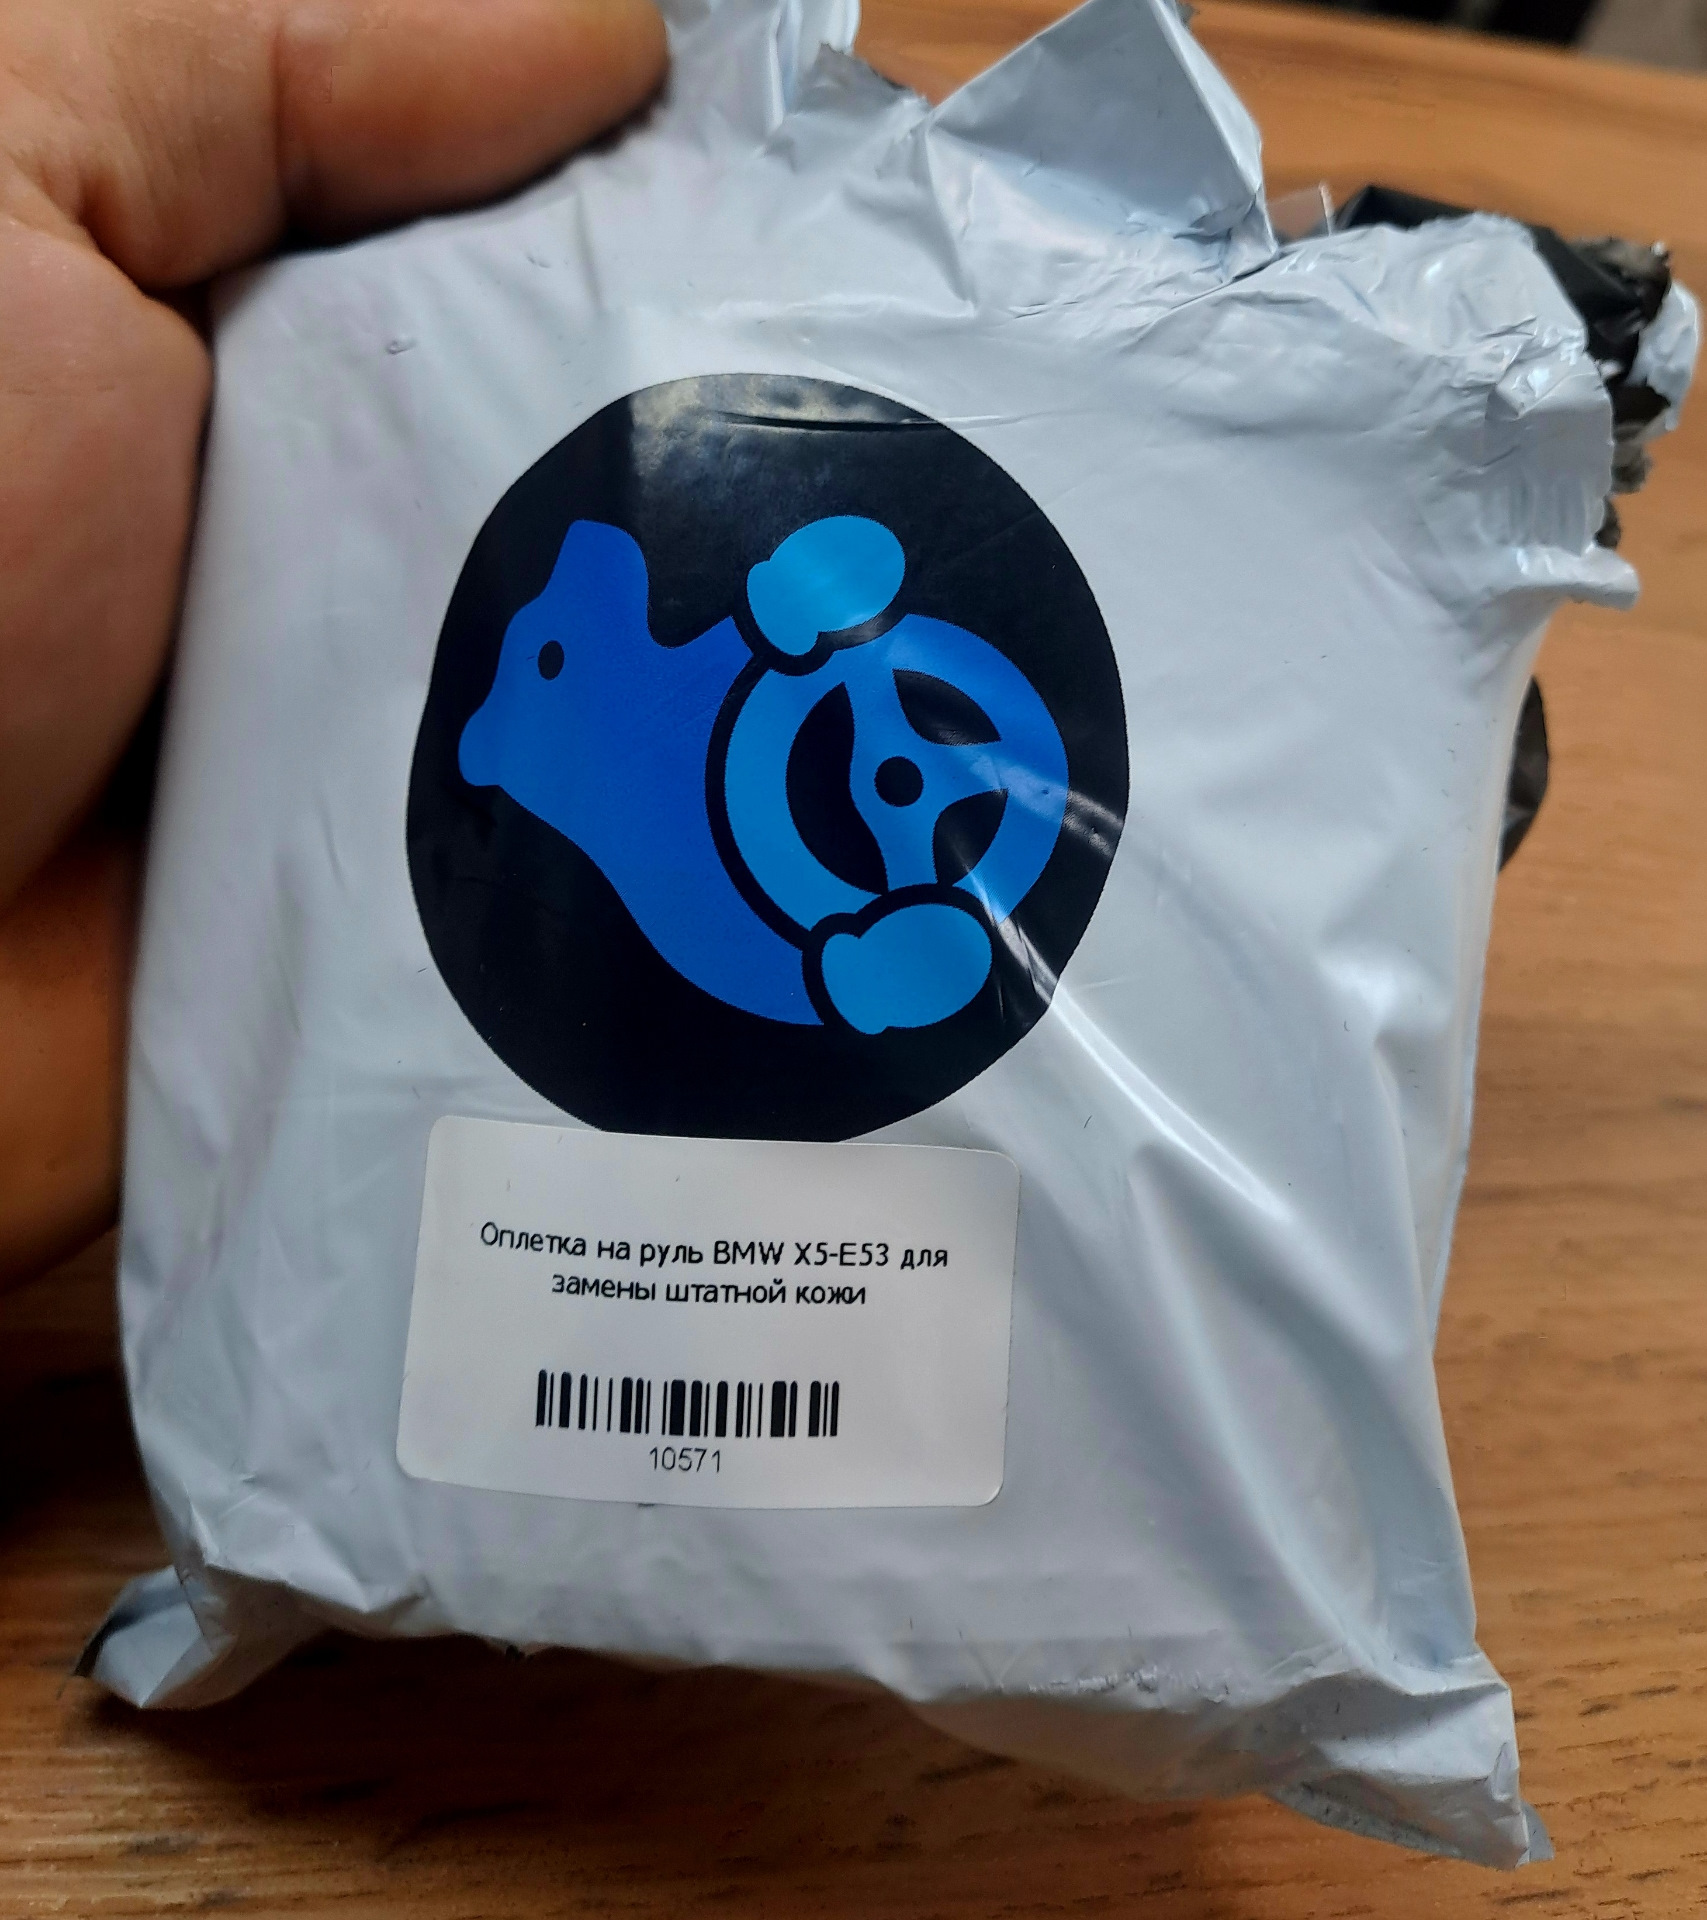 Оплетка на руль BMW X5-E53 для
замены штатной кожи
10571